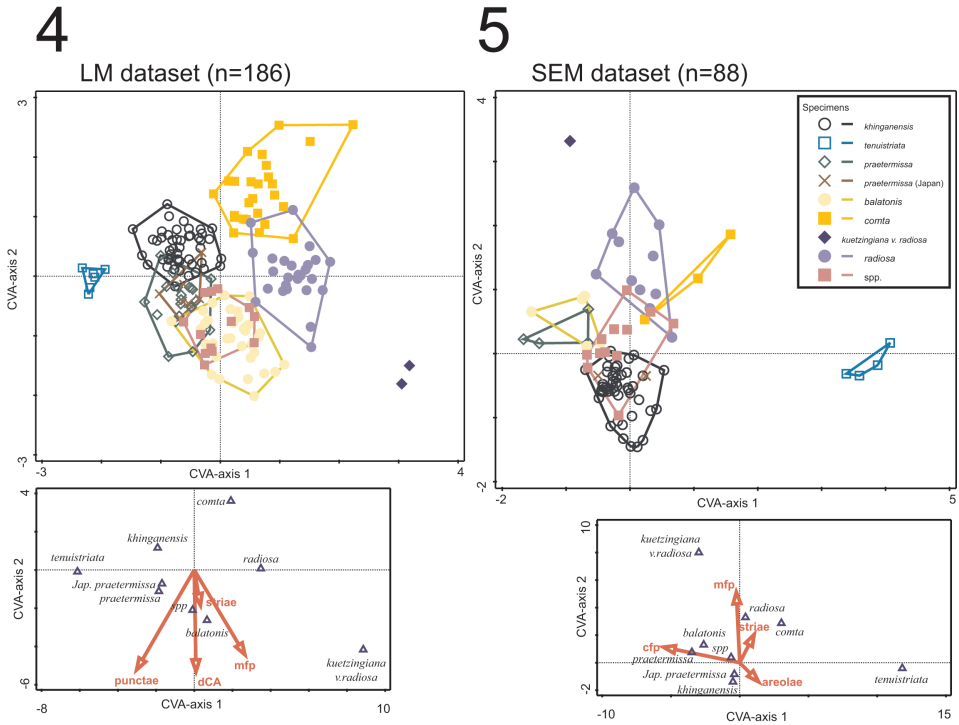 4
LM dataset (n=186)
3
CVA-axis 2
-3
-3
CVA-axis 1
4
5
SEM dataset (n=88)
4
CVA-axis 2
-2
-2
CVA-axis 1
5
Specimens
khinganensis
tenuistriata
praetermissa
praetermissa (Japan)
balatonis
comta
kuetzingiana v. radiosa
radiosa
spp.
4
CVA-axis 2
-6
comta
khinganensis
tenuistriata
radiosa
Jap. praetermissa
praetermissa
striae
spp
balatonis
mfp
kuetzingiana
v.radiosa
punctae
dCA
-8
CVA-axis 1
10
10
CVA-axis 2
-2
kuetzingiana
v.radiosa
mfp
radiosa
striae
comta
balatonis
cfp
spp
praetermissa
Jap. praetermissa
khinganensis
areolae
tenuistriata
-10
CVA-axis 1
15